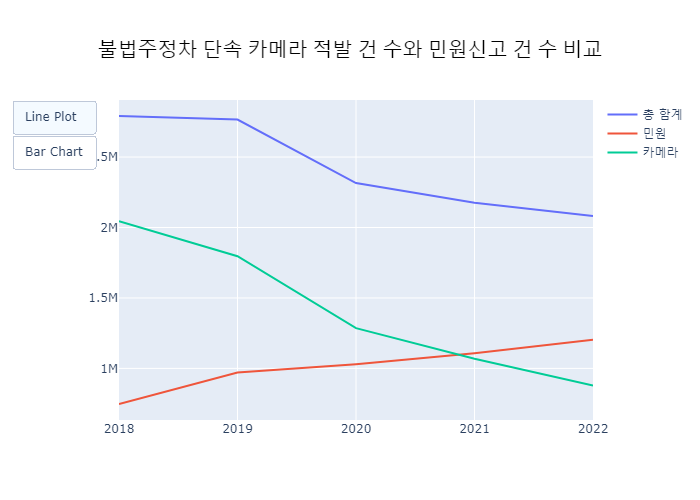 불법주정차 단속 카메라 적발 건 수와 민원신고 건 수 비교
Line Plot
Bar Chart
.5M
2M
1.5M
1M
2018 2019 2020 2021 2022
총 합계
민원
카메라